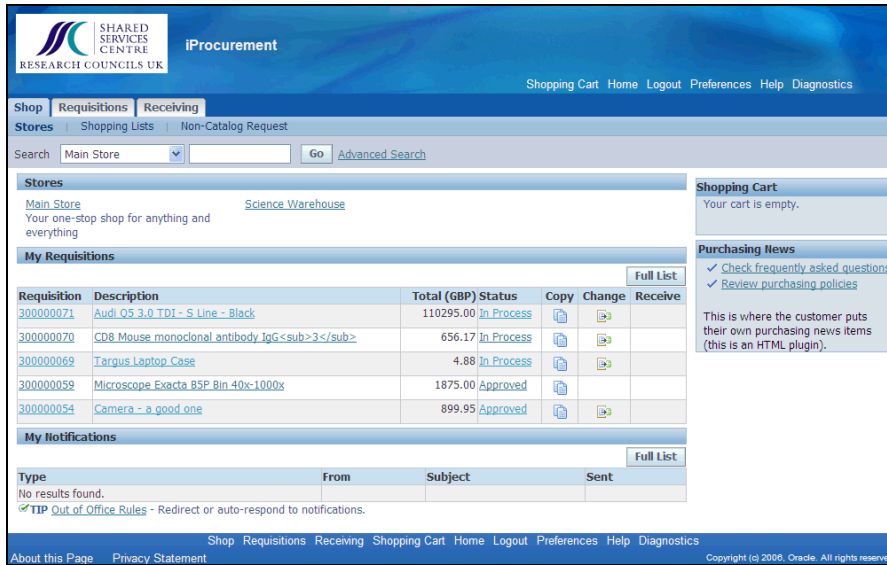 SHARED
SERVICES
CENTRE
RESEARCH COUNCILS UK
iProcurement
Shopping Cart Home Logout Preferences Help Diagnostics
Shop Requisitions Receiving
Stores | Shopping Lists | Non-Catalog Request
Search Main Store Go Advanced Search
Stores
Main Store Science Warehouse
Your one-stop shop for anything and
everything
Shopping Cart
Your cart is empty.
My Requisitions
Full List
Requisition Description Total (GBP) Status Copy Change Receive
300000071 Audi Q5 3.0 TDI - S Line - Black 110295.00 In Process
300000070 CD8 Mouse monoclonal antibody IgG<sub>3</sub> 656.17 In Process
300000069 Targus Laptop Case 4.88 In Process
300000059 Microscope Exacta B5P Bin 40x-1000x 1875.00 Approved
300000054 Camera - a good one 899.95 Approved
Purchasing News
Check frequently asked questions
Review purchasing policies
This is where the customer puts
their own purchasing news items
(this is an HTML plugin).
My Notifications
Full List
Type From Subject Sent
No results found.
TIP Out of Office Rules - Redirect or auto-respond to notifications.
Shop Requisitions Receiving Shopping Cart Home Logout Preferences Help Diagnostics
About this Page Privacy Statement Copyright (c) 2006, Oracle. All rights reserve